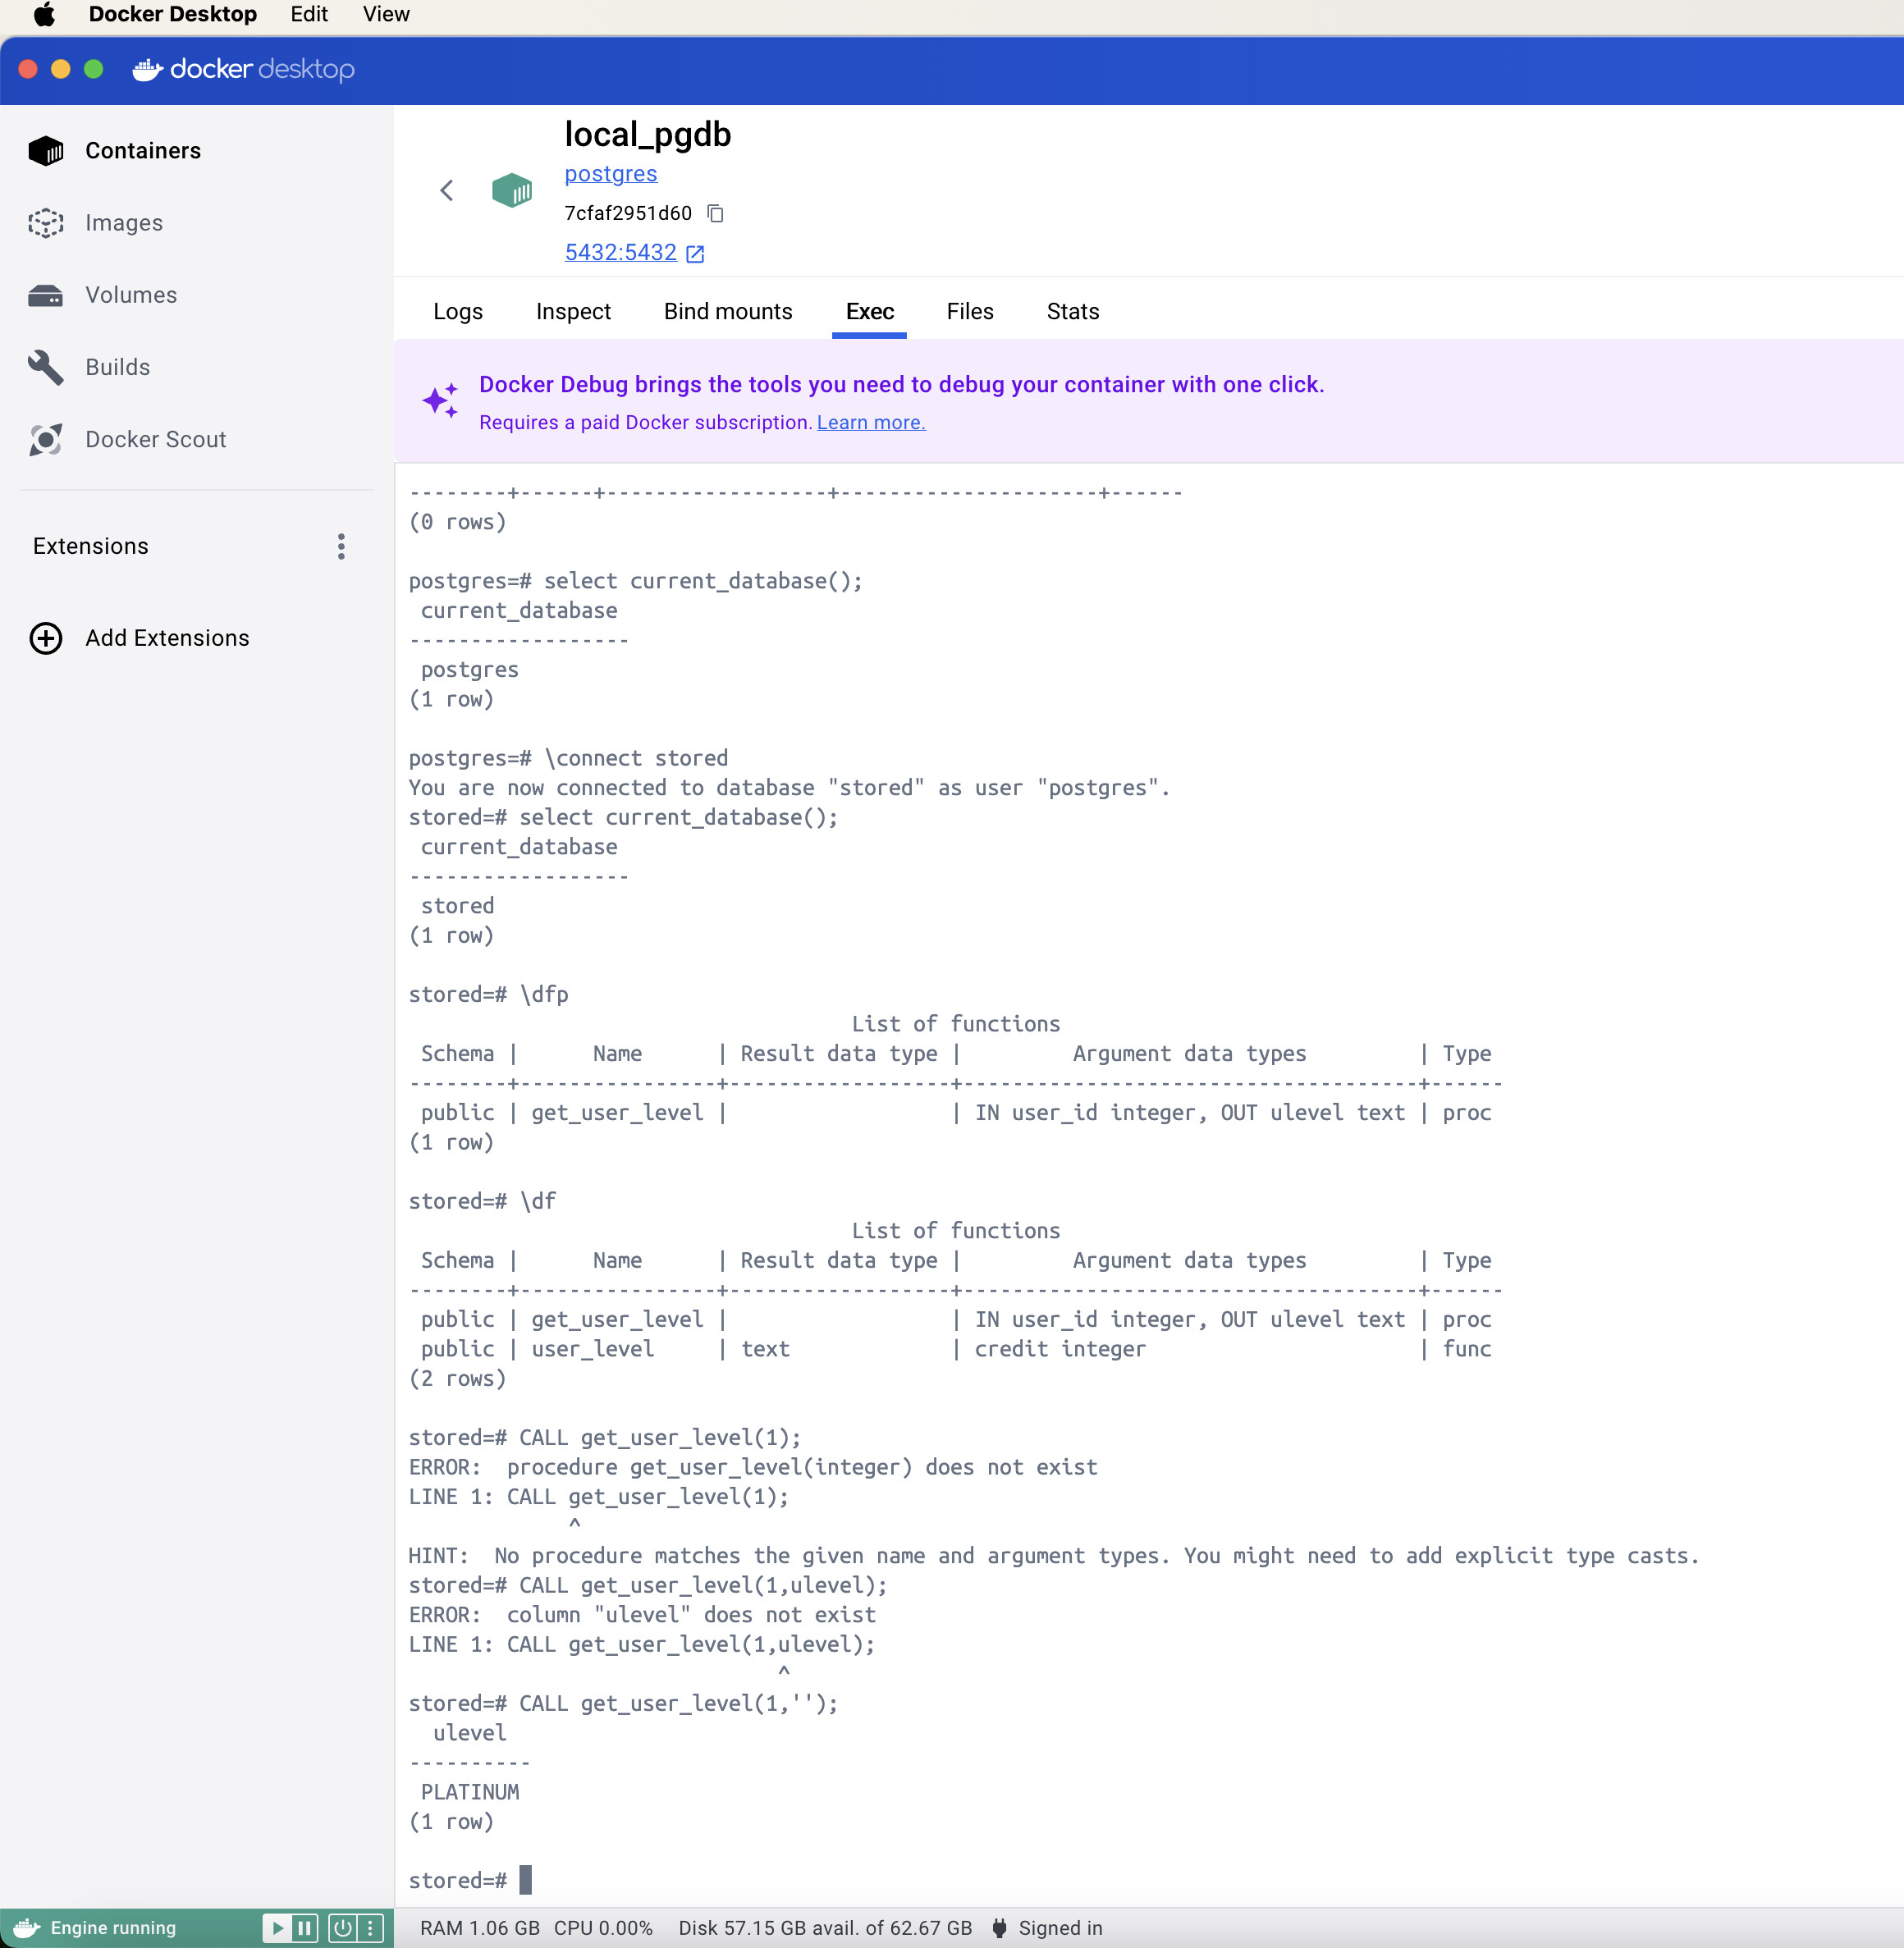 Docker Desktop Edit View
docker desktop
Containers
Images
Volumes
Builds
Docker Scout
Extensions
Add Extensions
local_pgdb
postgres
7cfaf2951d60
5432:5432
Logs Inspect Bind mounts Exec Files Stats
Docker Debug brings the tools you need to debug your container with one click.
Requires a paid Docker subscription. Learn more.
--------+------+------------------+---------------------+------
(0 rows)
postgres=# select current_database();
 current_database
------------------
 postgres
(1 row)
postgres=# \connect stored
You are now connected to database "stored" as user "postgres".
stored=# select current_database();
 current_database
------------------
 stored
(1 row)
stored=# \dfp
                                    List of functions
 Schema |      Name      | Result data type |         Argument data types         | Type
--------+----------------+------------------+-------------------------------------+------
 public | get_user_level |                  | IN user_id integer, OUT ulevel text | proc
(1 row)
stored=# \df
                                    List of functions
 Schema |      Name      | Result data type |         Argument data types         | Type
--------+----------------+------------------+-------------------------------------+------
 public | get_user_level |                  | IN user_id integer, OUT ulevel text | proc
 public | user_level     | text             | credit integer                      | func
(2 rows)
stored=# CALL get_user_level(1);
ERROR:  procedure get_user_level(integer) does not exist
LINE 1: CALL get_user_level(1);
             ^
HINT:  No procedure matches the given name and argument types. You might need to add explicit type casts.
stored=# CALL get_user_level(1,ulevel);
ERROR:  column "ulevel" does not exist
LINE 1: CALL get_user_level(1,ulevel);
                              ^
stored=# CALL get_user_level(1,'');
  ulevel
----------
 PLATINUM
(1 row)
stored=#
Engine running
RAM 1.06 GB CPU 0.00% Disk 57.15 GB avail. of 62.67 GB Signed in